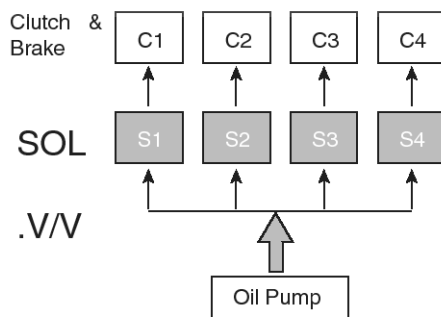 Clutch &
Brake
C1 C2 C3 C4
SOL
S1 S2 S3 S4
.V/V
Oil Pump